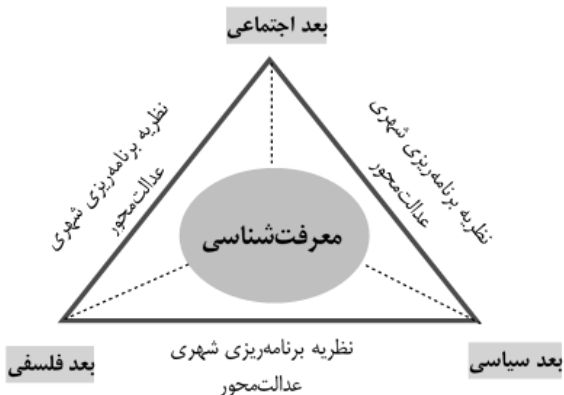 بعد اجتماعی
نظریه برنامه‌ریزی شهری
عدالت‌محور
نظریه برنامه‌ریزی شهری
عدالت‌محور
معرفت‌شناسی
بعد سیاسی
نظریه برنامه‌ریزی شهری
عدالت‌محور
بعد فلسفی